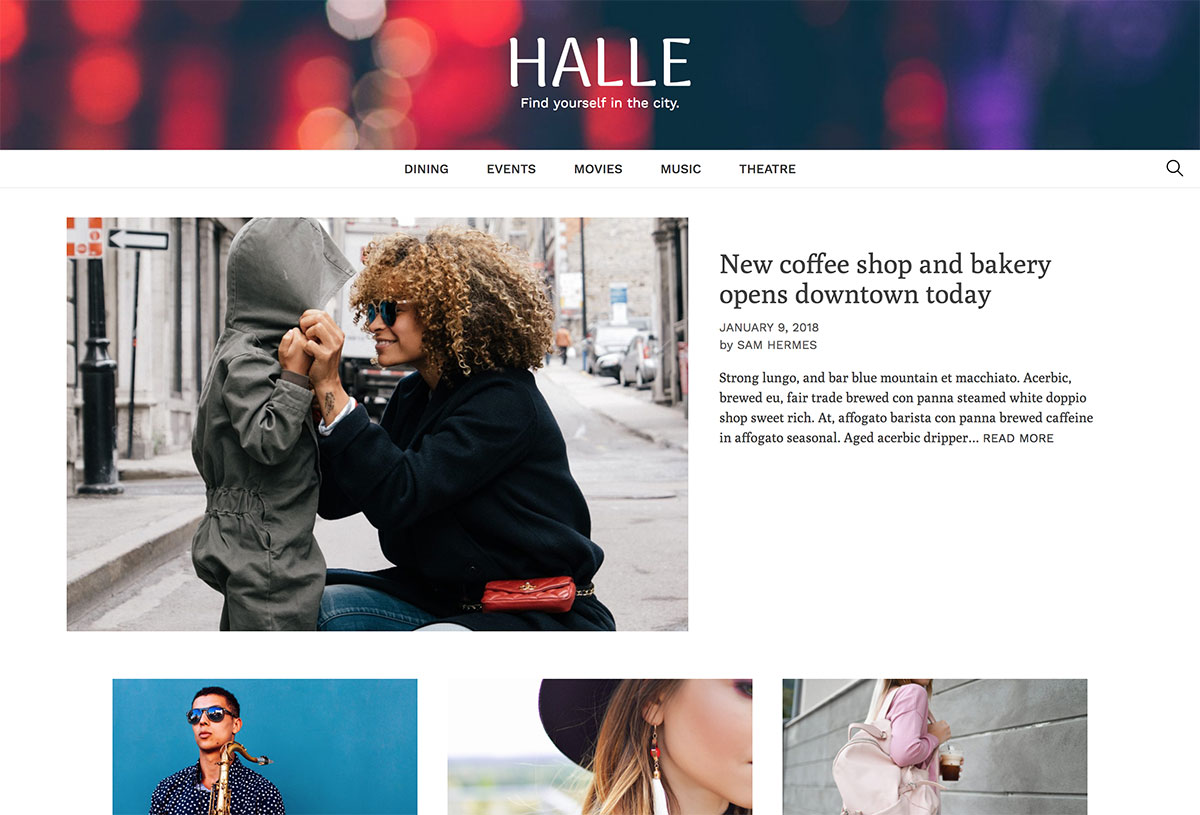 HALLE
Find yourself in the city.
DINING EVENTS MOVIES MUSIC THEATRE
New coffee shop and bakery
opens downtown today
JANUARY 9, 2018
by SAM HERMES
Strong lungo, and bar blue mountain et macchiato. Acerbic,
brewed eu, fair trade brewed con panna steamed white doppio
shop sweet rich. At, affogato barista con panna brewed caffeine
in affogato seasonal. Aged acerbic dripper... READ MORE